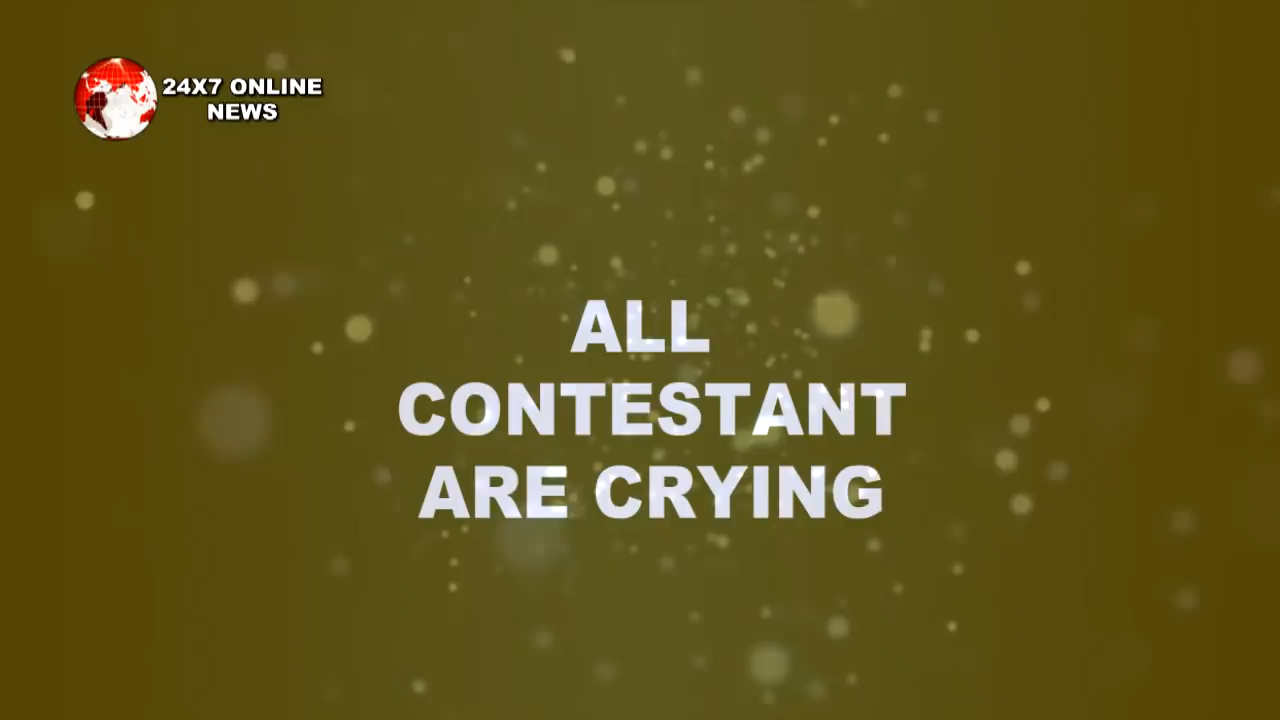 24X7 ONLINE
NEWS
ALL
CONTESTANT
ARE CRYING